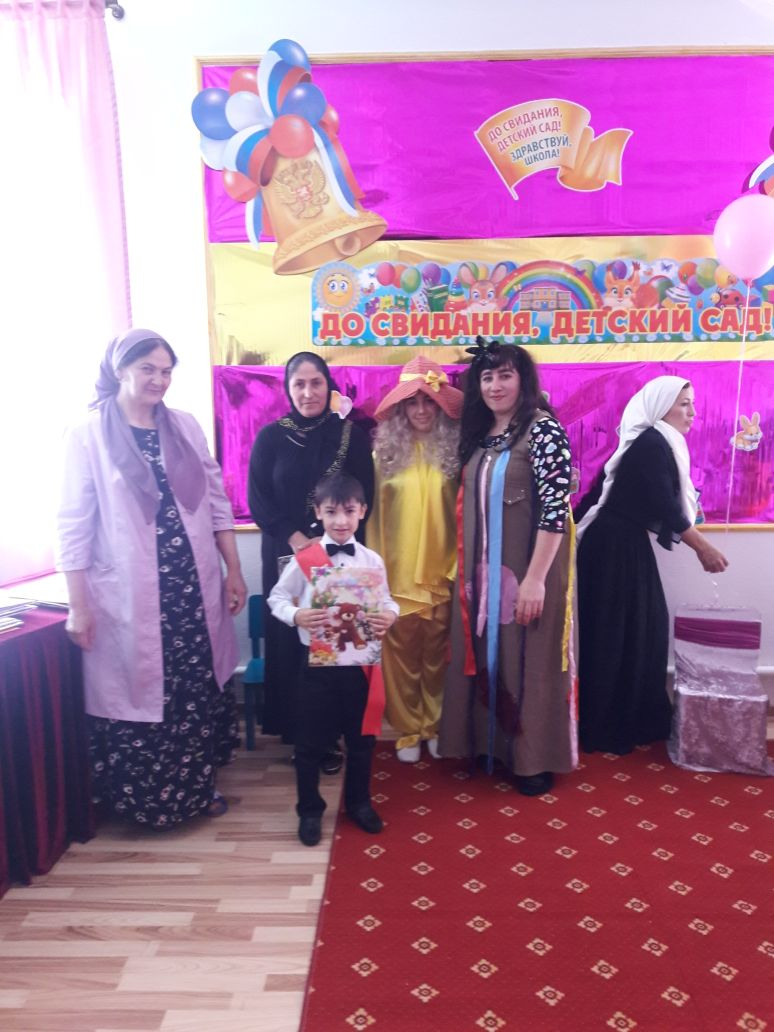 ДО СВИДАНИЯ,
ДЕТСКИЙ САД!
ЗДРАВСТВУЙ,
ШКОЛА!
ДО СВИДАНИЯ, ДЕТСКИЙ САД!